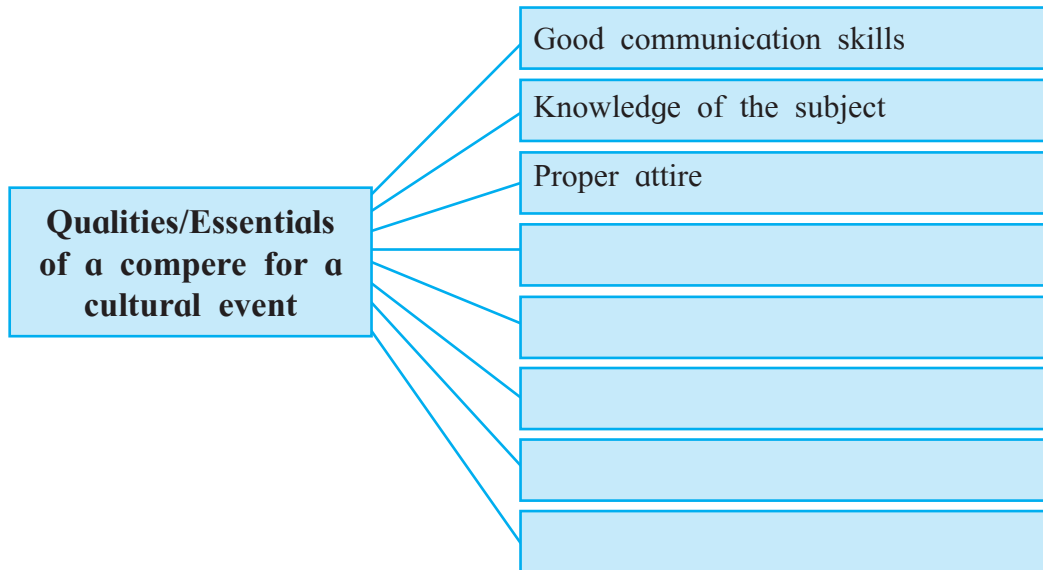 Good communication skills
Knowledge of the subject
Proper attire
Qualities/Essentials
of a compere for a
cultural event